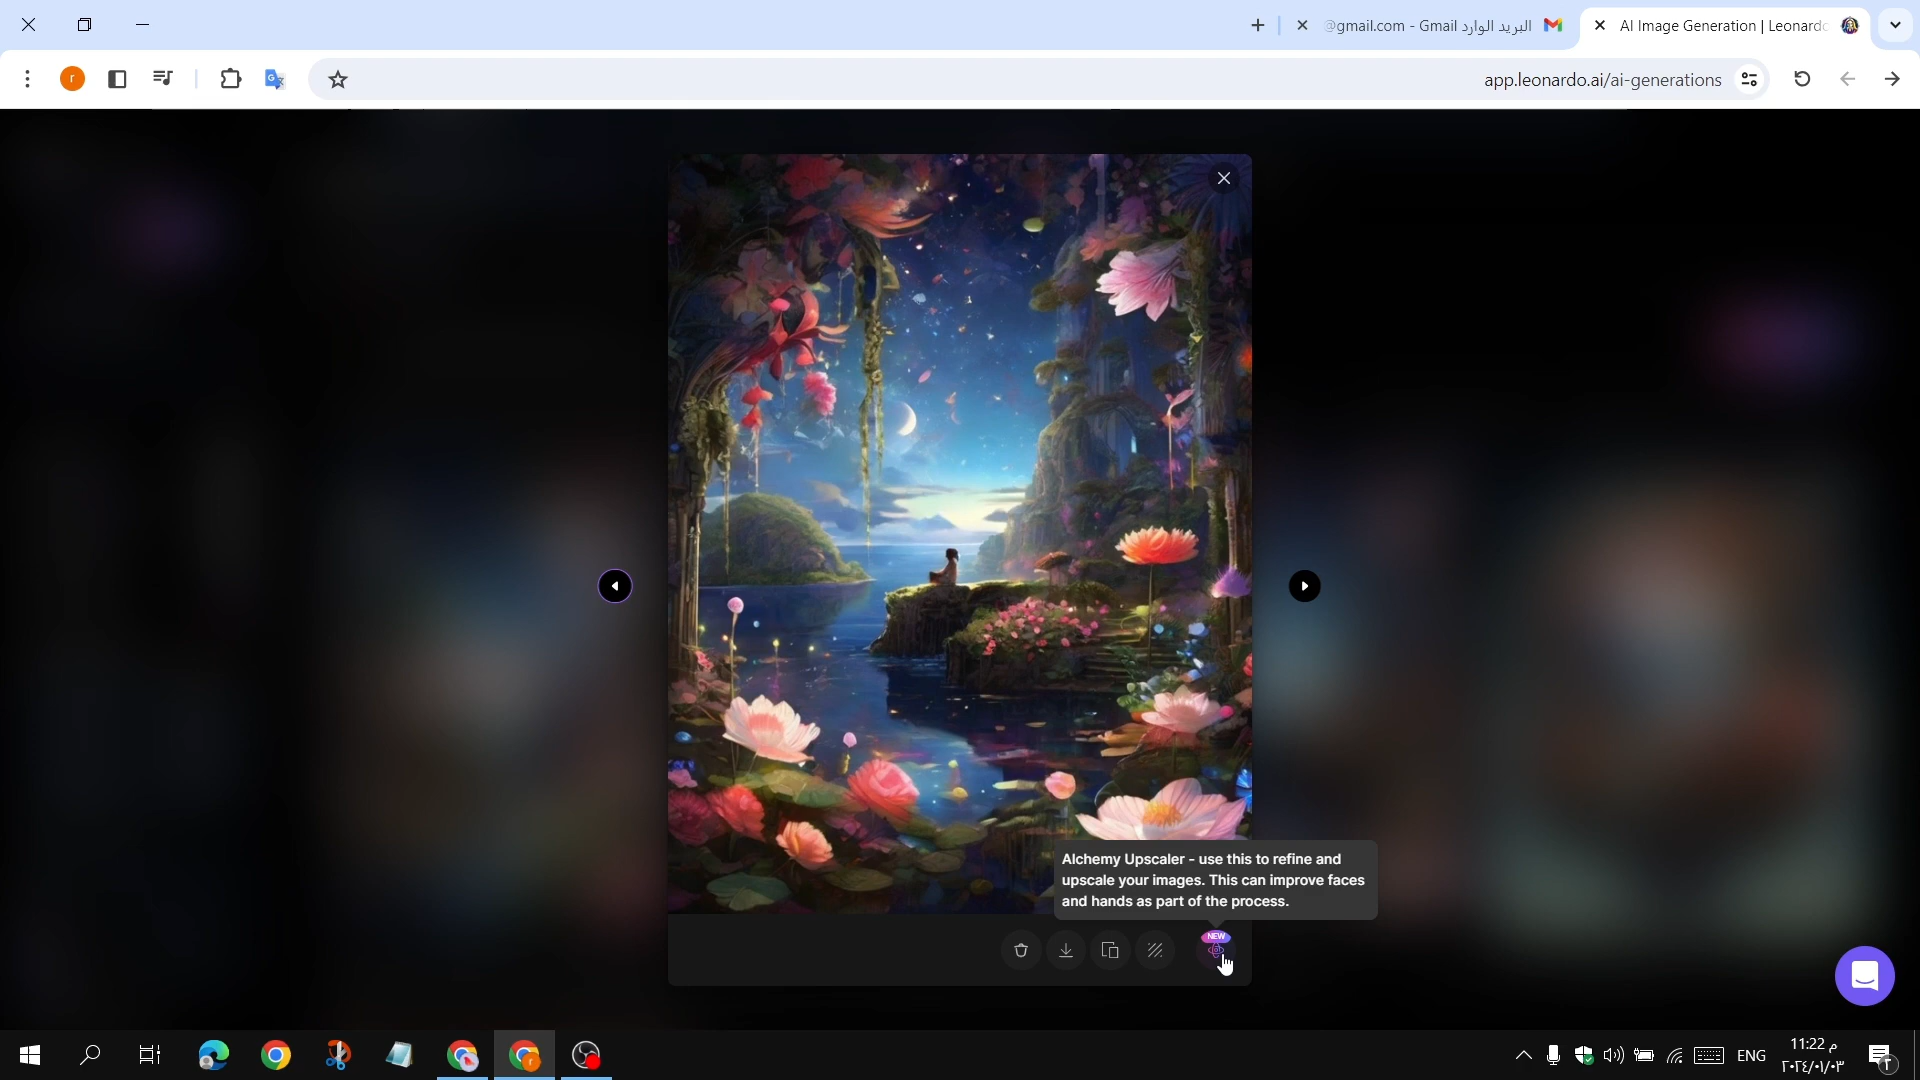 البريد الوارد @gmail.com - Gmail
AI Image Generation | Leonardo
r
app.leonardo.ai/ai-generations
Alchemy Upscaler - use this to refine and
upscale your images. This can improve faces
and hands as part of the process.
NEW
r
ENG
11:22 م
٢٠٢٤/٠١/٠٣
٢